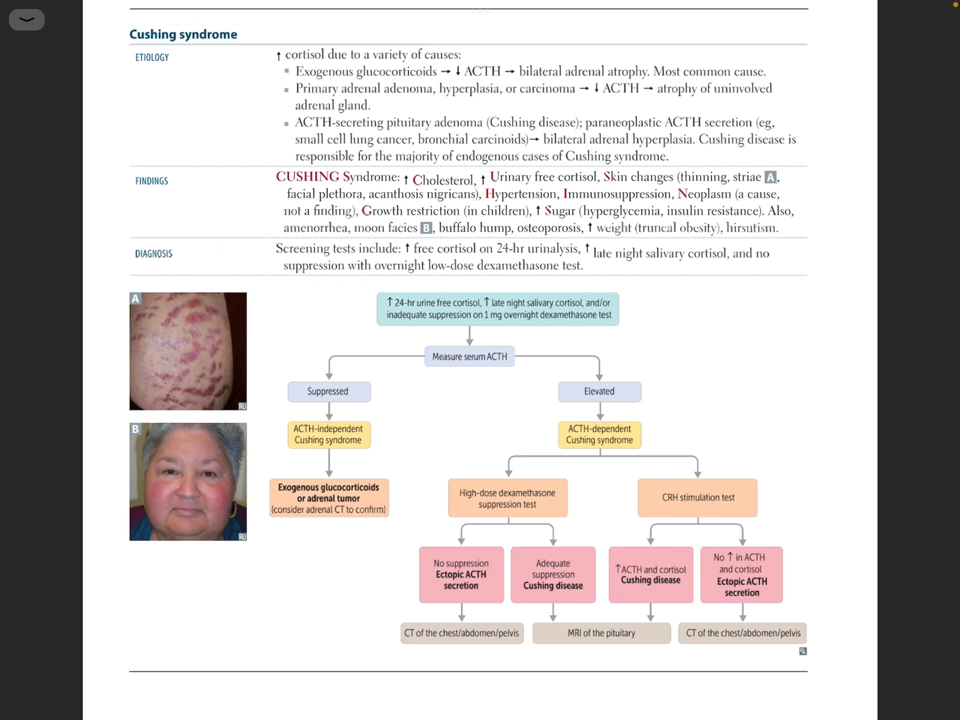 Cushing syndrome
ETIOLOGY
↑ cortisol due to a variety of causes:
▪ Exogenous glucocorticoids → ↓ ACTH → bilateral adrenal atrophy. Most common cause.
▪ Primary adrenal adenoma, hyperplasia, or carcinoma → ↓ ACTH → atrophy of uninvolved
adrenal gland.
▪ ACTH-secreting pituitary adenoma (Cushing disease); paraneoplastic ACTH secretion (eg,
small cell lung cancer, bronchial carcinoids)→ bilateral adrenal hyperplasia. Cushing disease is
responsible for the majority of endogenous cases of Cushing syndrome.
FINDINGS
CUSHING Syndrome: ↑ Cholesterol, ↑ Urinary free cortisol, Skin changes (thinning, striae A,
facial plethora, acanthosis nigricans), Hypertension, Immunosuppression, Neoplasm (a cause,
not a finding), Growth restriction (in children), ↑ Sugar (hyperglycemia, insulin resistance). Also,
amenorrhea, moon facies B, buffalo hump, osteoporosis, ↑ weight (truncal obesity), hirsutism.
DIAGNOSIS
Screening tests include: ↑ free cortisol on 24-hr urinalysis, ↑ late night salivary cortisol, and no
suppression with overnight low-dose dexamethasone test.
A
RU
B
RU
↑ 24-hr urine free cortisol, ↑ late night salivary cortisol, and/or
inadequate suppression on 1 mg overnight dexamethasone test
Measure serum ACTH
Suppressed
Elevated
ACTH-independent
Cushing syndrome
ACTH-dependent
Cushing syndrome
Exogenous glucocorticoids
or adrenal tumor
(consider adrenal CT to confirm)
High-dose dexamethasone
suppression test
CRH stimulation test
No suppression
Ectopic ACTH
secretion
Adequate
suppression
Cushing disease
↑ ACTH and cortisol
Cushing disease
No ↑ in ACTH
and cortisol
Ectopic ACTH
secretion
CT of the chest/abdomen/pelvis
MRI of the pituitary
CT of the chest/abdomen/pelvis